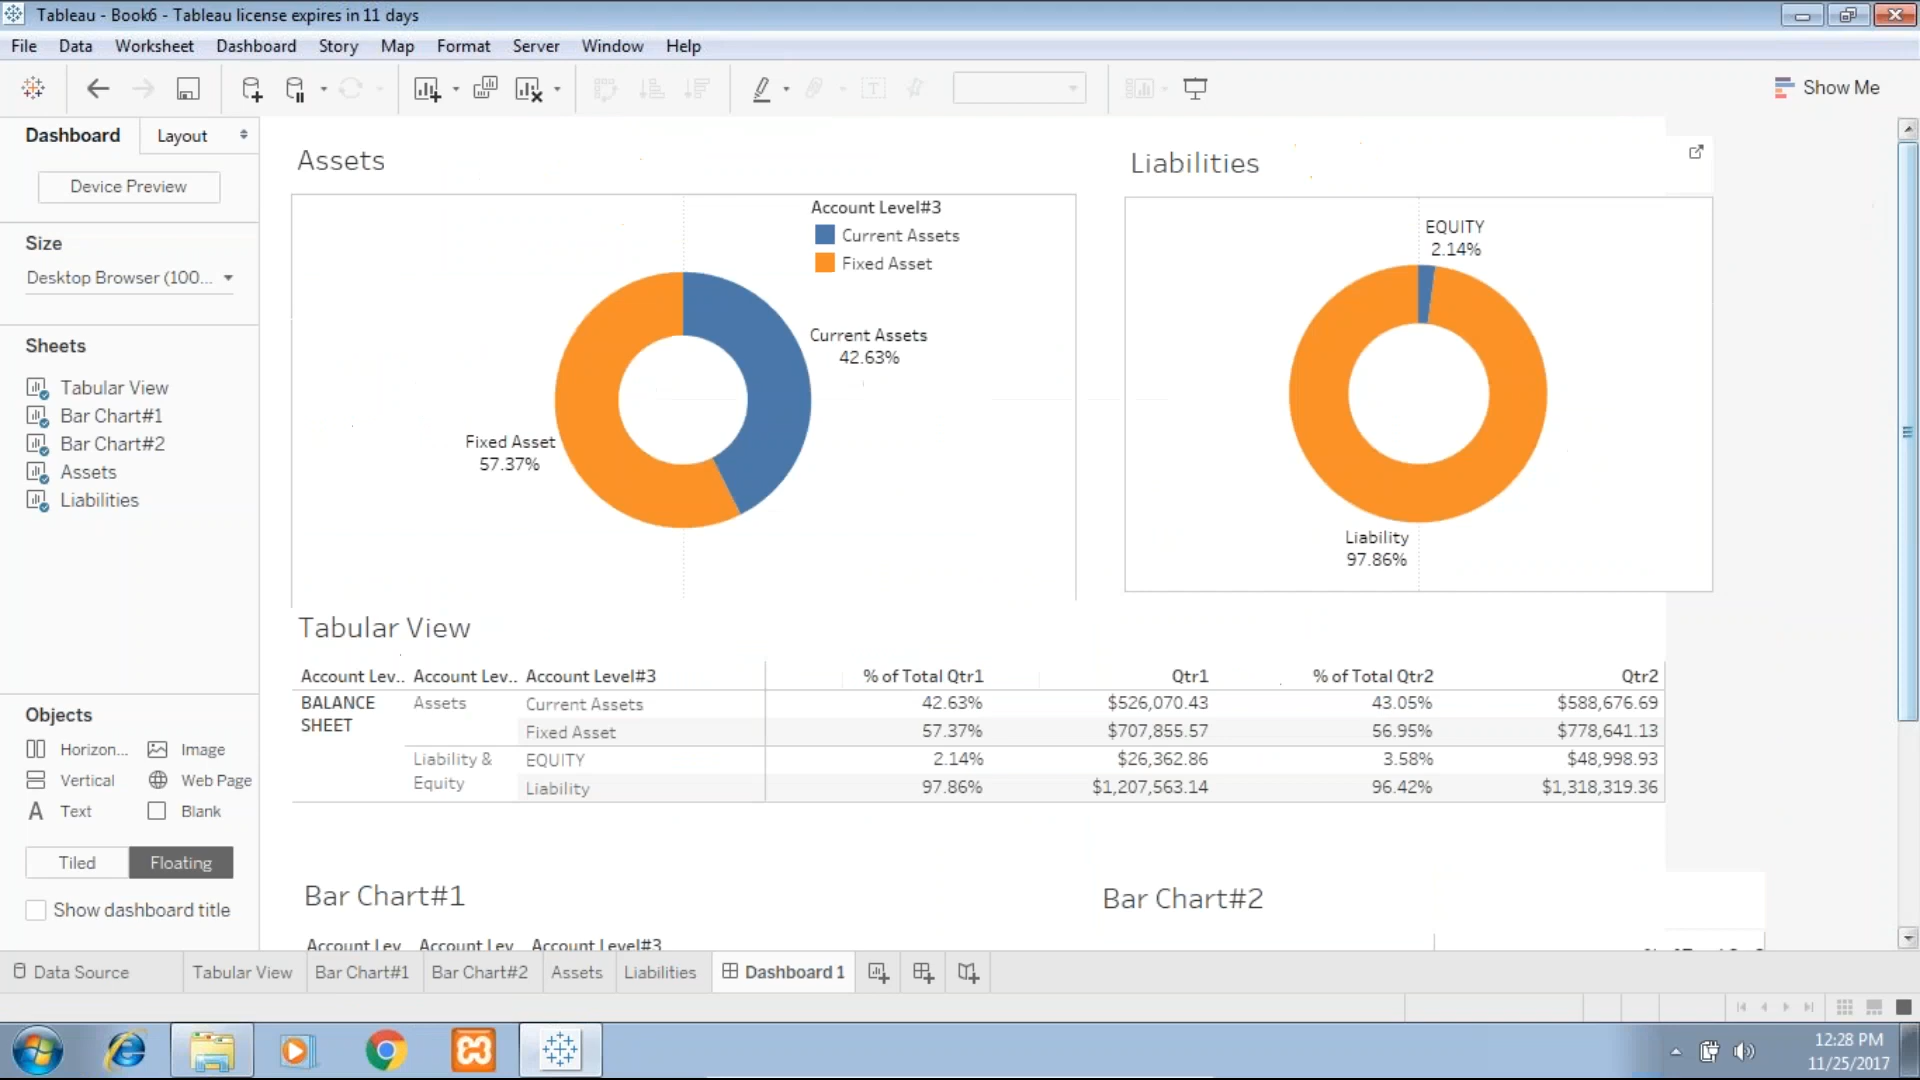 Tableau - Book6 - Tableau license expires in 11 days
File Data Worksheet Dashboard Story Map Format Server Window Help
Show Me
Dashboard Layout
Device Preview
Size
Desktop Browser (100...
Sheets
Tabular View
Bar Chart#1
Bar Chart#2
Assets
Liabilities
Objects
Horizon... Image
Vertical Web Page
A Text Blank
Tiled Floating
Show dashboard title
Assets
Account Level#3
Current Assets
Fixed Asset
Current Assets
42.63%
Fixed Asset
57.37%
Liabilities
EQUITY
2.14%
Liability
97.86%
Tabular View
Account Lev.. Account Lev.. Account Level#3 % of Total Qtr1 Qtr1 % of Total Qtr2 Qtr2
BALANCE SHEET Assets Current Assets 42.63% $526,070.43 43.05% $588,676.69
Fixed Asset 57.37% $707,855.57 56.95% $778,641.13
Liability & EQUITY 2.14% $26,362.86 3.58% $48,998.93
Equity Liability 97.86% $1,207,563.14 96.42% $1,318,319.36
Bar Chart#1
Bar Chart#2
Account Lev Account Lev Account Level#3
Data Source Tabular View Bar Chart#1 Bar Chart#2 Assets Liabilities Dashboard 1
12:28 PM
11/25/2017